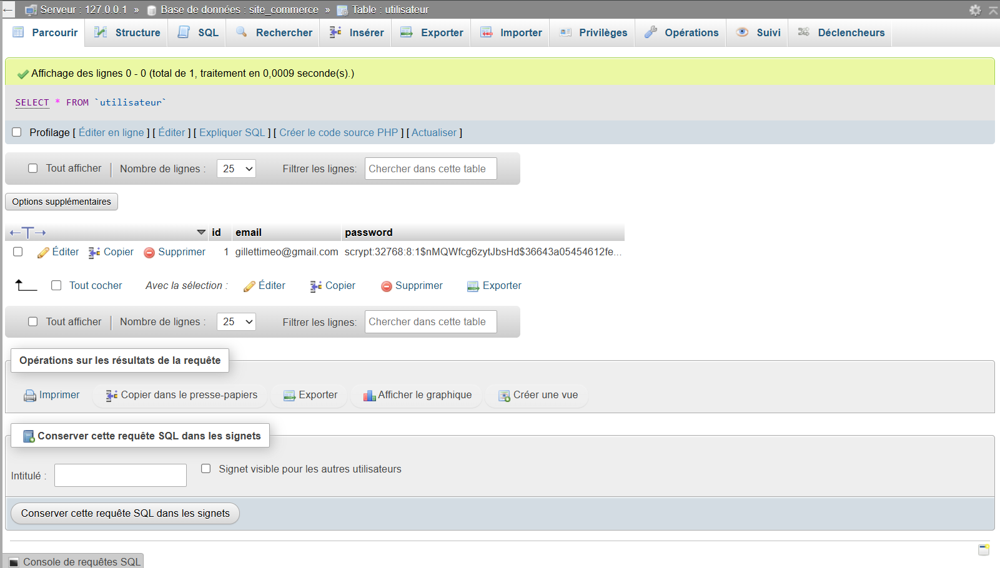 Serveur : 127.0.0.1 » Base de données : site_commerce » Table : utilisateur
Parcourir Structure SQL Rechercher Insérer Exporter Importer Privilèges Opérations Suivi Déclencheurs
Affichage des lignes 0 - 0 (total de 1, traitement en 0,0009 seconde(s).)
SELECT * FROM `utilisateur`
Profilage [ Éditer en ligne ] [ Éditer ] [ Expliquer SQL ] [ Créer le code source PHP ] [ Actualiser ]
Tout afficher | Nombre de lignes : 25 Filtrer les lignes: Chercher dans cette table
Options supplémentaires
←T→ id email password
Éditer Copier Supprimer 1 gillettimeo@gmail.com scrypt:32768:8:1$nMQWfcg6zytJbsHd$36643a05454612fe...
Tout cocher Avec la sélection : Éditer Copier Supprimer Exporter
Tout afficher | Nombre de lignes : 25 Filtrer les lignes: Chercher dans cette table
Opérations sur les résultats de la requête
Imprimer Copier dans le presse-papiers Exporter Afficher le graphique Créer une vue
Conserver cette requête SQL dans les signets
Intitulé : Signet visible pour les autres utilisateurs
Conserver cette requête SQL dans les signets
Console de requêtes SQL